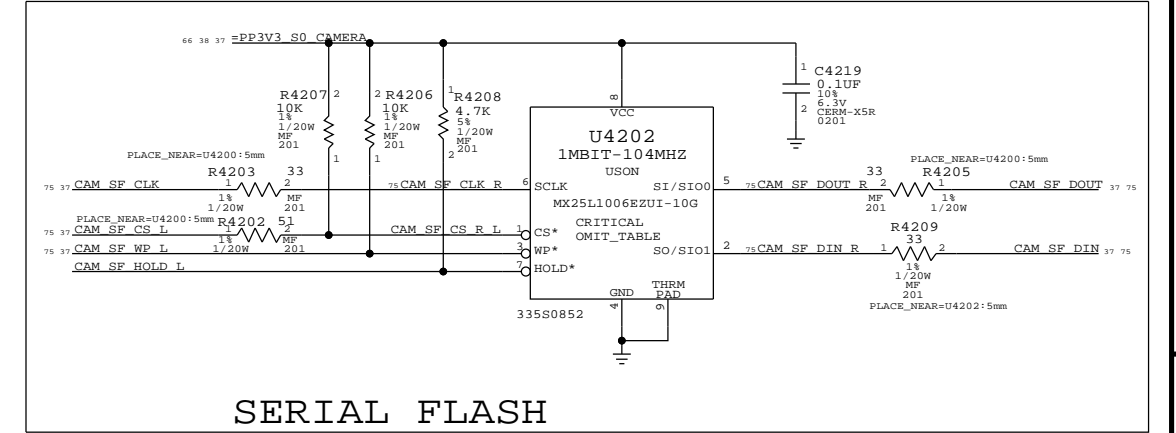 66 38 37 =PP3V3_S0_CAMERA
1 C4219
0.1UF
10%
6.3V
2 CERM-X5R
0201
R4207 2
10K
1%
1/20W
MF
201
1
2 R4206
10K
1%
1/20W
MF
201
1
1 R4208
4.7K
5%
1/20W
MF
2 201
8
VCC
U4202
1MBIT-104MHZ
USON
MX25L1006EZUI-10G
CRITICAL
OMIT_TABLE
PLACE_NEAR=U4200:5mm
R4203 33
75 37 CAM_SF_CLK 1 2 75 CAM_SF_CLK_R 6 SCLK
1% MF
1/20W 201
PLACE_NEAR=U4200:5mm
R4202 51
75 37 CAM_SF_CS_L 1 2 CAM_SF_CS_R_L 1 CS*
1% MF
1/20W 201
75 37 CAM_SF_WP_L 3 WP*
CAM_SF_HOLD_L 7 HOLD*
PLACE_NEAR=U4200:5mm
33 R4205
SI/SIO0 5 75 CAM_SF_DOUT_R 2 1 CAM_SF_DOUT 37 75
MF 1%
201 1/20W
R4209
33
SO/SIO1 2 75 CAM_SF_DIN_R 1 2 CAM_SF_DIN 37 75
1%
1/20W
MF
201
PLACE_NEAR=U4202:5mm
GND THRM
PAD
4 9
335S0852
SERIAL FLASH